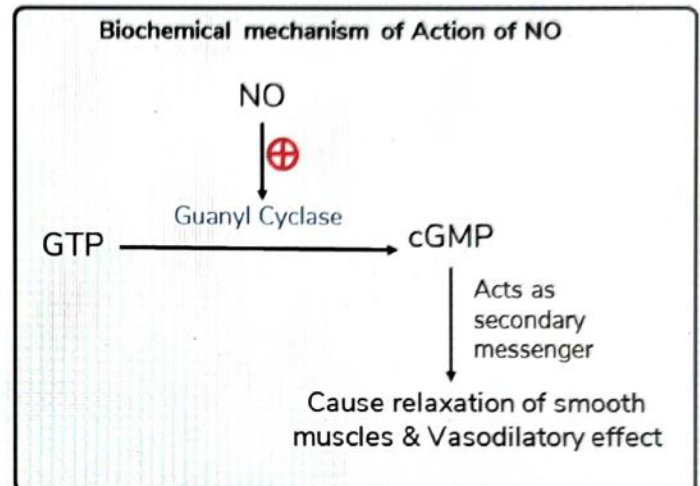 Biochemical mechanism of Action of NO
NO
Guanyl Cyclase
GTP
cGMP
Acts as
secondary
messenger
Cause relaxation of smooth
muscles & Vasodilatory effect